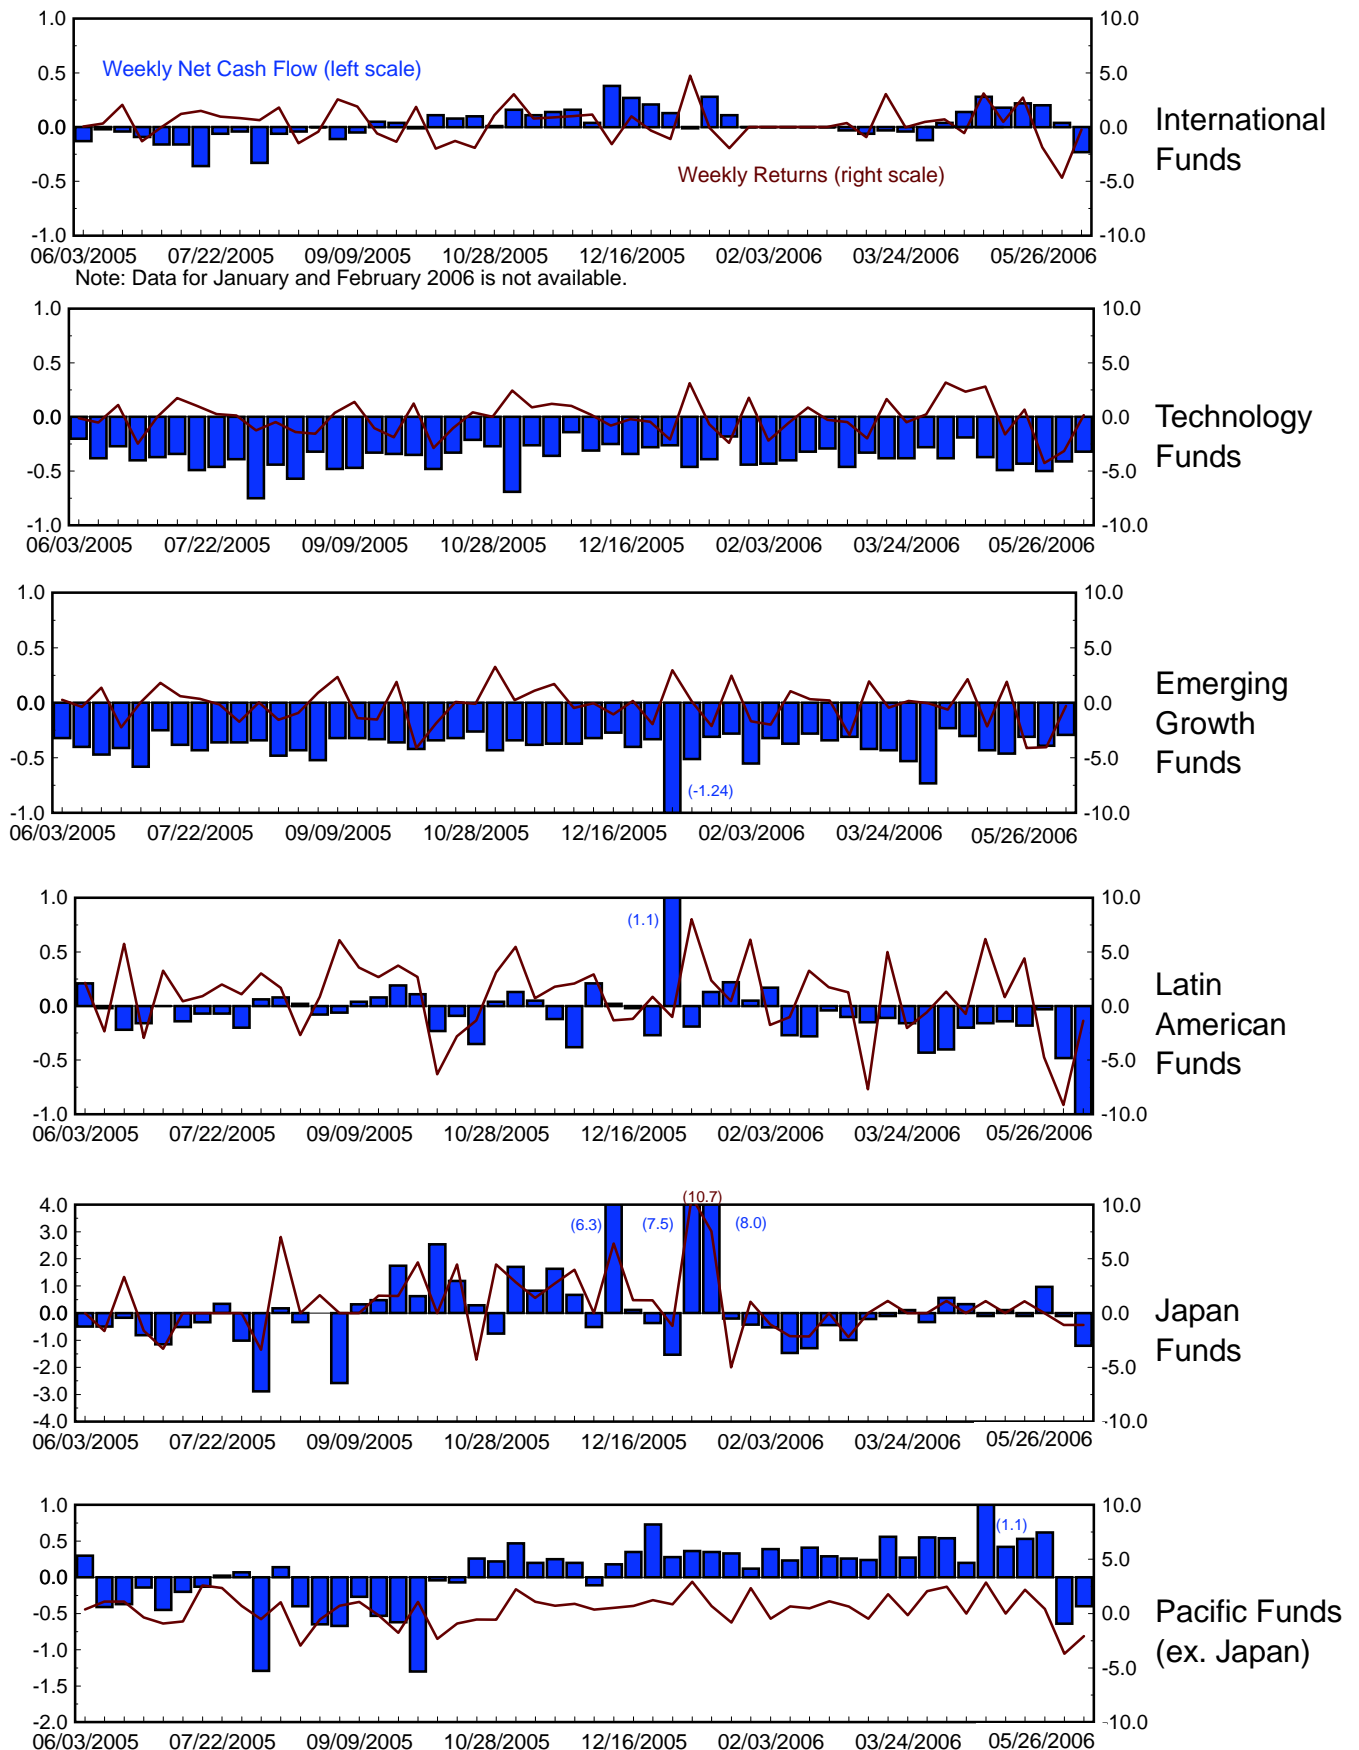 1.0 10.0
Weekly Net Cash Flow (left scale)
0.5 5.0
International
Funds
0.0 0.0
Weekly Returns (right scale)
-0.5 -5.0
-1.0 -10.0
06/03/2005 07/22/2005 09/09/2005 10/28/2005 12/16/2005 02/03/2006 03/24/2006 05/26/2006
Note: Data for January and February 2006 is not available.
1.0 10.0
0.5 5.0
0.0 0.0
Technology
Funds
-0.5 -5.0
-1.0 -10.0
06/03/2005 07/22/2005 09/09/2005 10/28/2005 12/16/2005 02/03/2006 03/24/2006 05/26/2006
1.0 10.0
0.5 5.0
0.0 0.0
Emerging
Growth
Funds
-0.5 -5.0
(-1.24)
-1.0 -10.0
06/03/2005 07/22/2005 09/09/2005 10/28/2005 12/16/2005 02/03/2006 03/24/2006 05/26/2006
1.0 10.0
(1.1)
0.5 5.0
0.0 0.0
Latin
American
Funds
-0.5 -5.0
-1.0 -10.0
06/03/2005 07/22/2005 09/09/2005 10/28/2005 12/16/2005 02/03/2006 03/24/2006 05/26/2006
(10.7)
4.0 10.0
(6.3) (7.5) (8.0)
3.0
2.0 5.0
1.0
0.0 0.0
Japan
Funds
-1.0
-2.0 -5.0
-3.0
-4.0 -10.0
06/03/2005 07/22/2005 09/09/2005 10/28/2005 12/16/2005 02/03/2006 03/24/2006 05/26/2006
1.0 10.0
(1.1)
0.5 5.0
0.0
-0.5 0.0
Pacific Funds
(ex. Japan)
-1.0 -5.0
-1.5
-2.0 -10.0
06/03/2005 07/22/2005 09/09/2005 10/28/2005 12/16/2005 02/03/2006 03/24/2006 05/26/2006